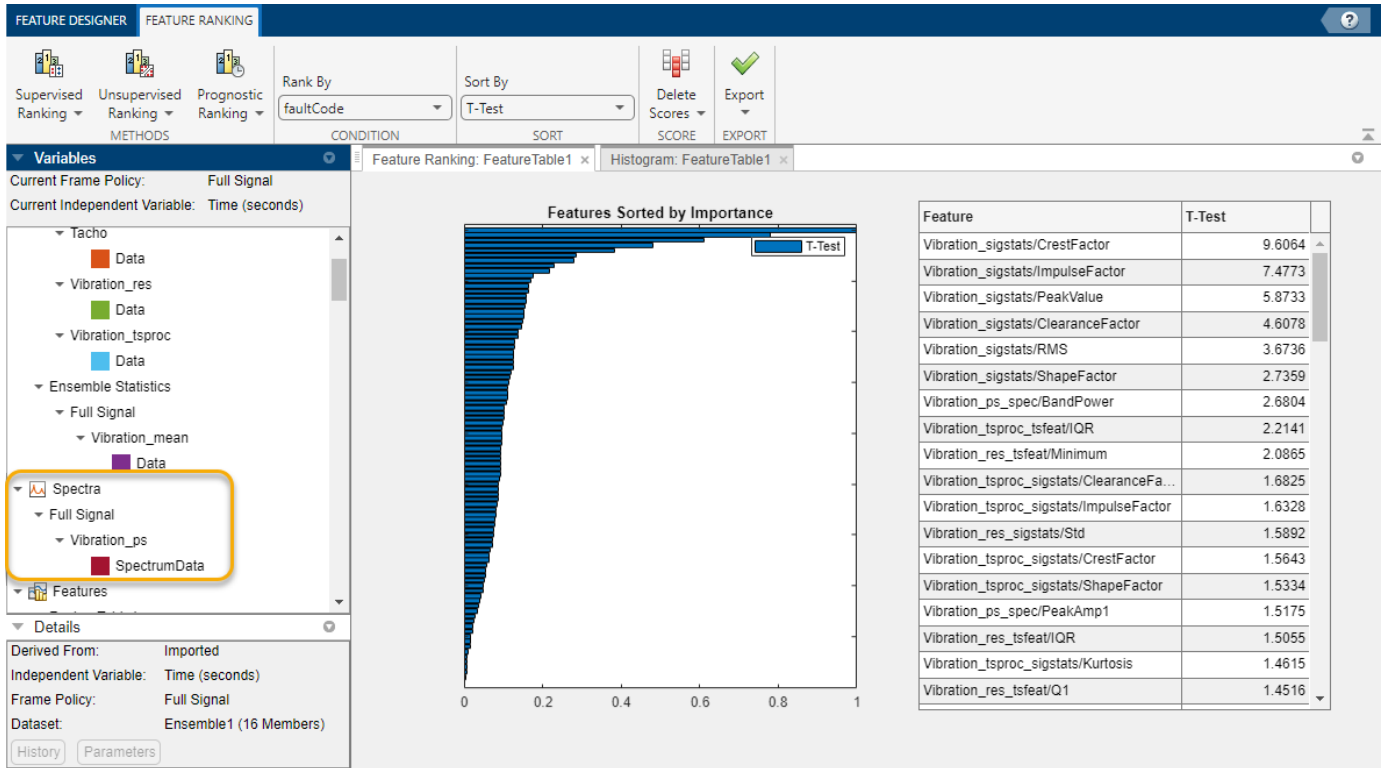 FEATURE DESIGNER FEATURE RANKING
?
Supervised Ranking
Unsupervised Ranking
Prognostic Ranking
METHODS
Rank By
faultCode
CONDITION
Sort By
T-Test
SORT
Delete Scores
SCORE
Export
EXPORT
Variables
Current Frame Policy: Full Signal
Current Independent Variable: Time (seconds)
Tacho
Data
Vibration_res
Data
Vibration_tsproc
Data
Ensemble Statistics
Full Signal
Vibration_mean
Data
Spectra
Full Signal
Vibration_ps
SpectrumData
Features
Details
Derived From: Imported
Independent Variable: Time (seconds)
Frame Policy: Full Signal
Dataset: Ensemble1 (16 Members)
History Parameters
Feature Ranking: FeatureTable1 × Histogram: FeatureTable1 ×
Features Sorted by Importance
T-Test
0 0.2 0.4 0.6 0.8 1
Feature T-Test
Vibration_sigstats/CrestFactor 9.6064
Vibration_sigstats/ImpulseFactor 7.4773
Vibration_sigstats/PeakValue 5.8733
Vibration_sigstats/ClearanceFactor 4.6078
Vibration_sigstats/RMS 3.6736
Vibration_sigstats/ShapeFactor 2.7359
Vibration_ps_spec/BandPower 2.6804
Vibration_tsproc_tsfeat/IQR 2.2141
Vibration_res_tsfeat/Minimum 2.0865
Vibration_tsproc_sigstats/ClearanceFa... 1.6825
Vibration_tsproc_sigstats/ImpulseFactor 1.6328
Vibration_res_sigstats/Std 1.5892
Vibration_tsproc_sigstats/CrestFactor 1.5643
Vibration_tsproc_sigstats/ShapeFactor 1.5334
Vibration_ps_spec/PeakAmp1 1.5175
Vibration_res_tsfeat/IQR 1.5055
Vibration_tsproc_sigstats/Kurtosis 1.4615
Vibration_res_tsfeat/Q1 1.4516